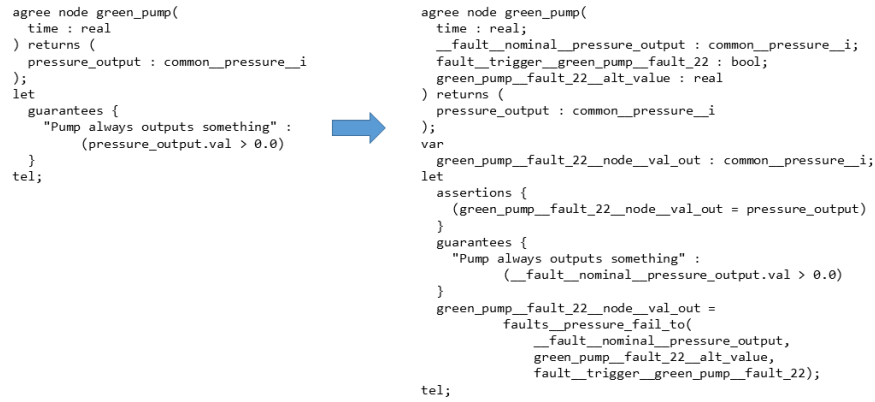 agree node green_pump(
  time : real
) returns (
  pressure_output : common__pressure__i
);
let
  guarantees {
    "Pump always outputs something" :
        (pressure_output.val > 0.0)
  }
tel;
agree node green_pump(
  time : real;
  __fault__nominal__pressure_output : common__pressure__i;
  fault__trigger__green_pump__fault_22 : bool;
  green_pump__fault_22__alt_value : real
) returns (
  pressure_output : common__pressure__i
);
var
  green_pump__fault_22__node__val_out : common__pressure__i;
let
  assertions {
    (green_pump__fault_22__node__val_out = pressure_output)
  }
  guarantees {
    "Pump always outputs something" :
          (__fault__nominal__pressure_output.val > 0.0)
  }
  green_pump__fault_22__node__val_out =
          faults__pressure_fail_to(
              __fault__nominal__pressure_output,
              green_pump__fault_22__alt_value,
              fault__trigger__green_pump__fault_22);
tel;